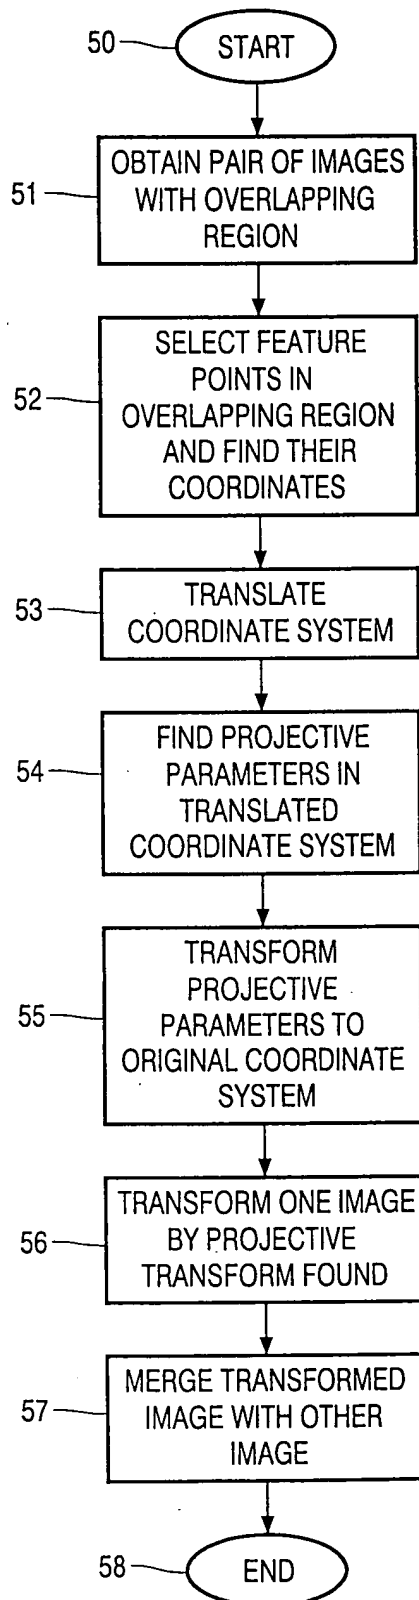 50
START
51
OBTAIN PAIR OF IMAGES
WITH OVERLAPPING
REGION
52
SELECT FEATURE
POINTS IN
OVERLAPPING REGION
AND FIND THEIR
COORDINATES
53
TRANSLATE
COORDINATE SYSTEM
54
FIND PROJECTIVE
PARAMETERS IN
TRANSLATED
COORDINATE SYSTEM
55
TRANSFORM
PROJECTIVE
PARAMETERS TO
ORIGINAL COORDINATE
SYSTEM
56
TRANSFORM ONE IMAGE
BY PROJECTIVE
TRANSFORM FOUND
57
MERGE TRANSFORMED
IMAGE WITH OTHER
IMAGE
58
END